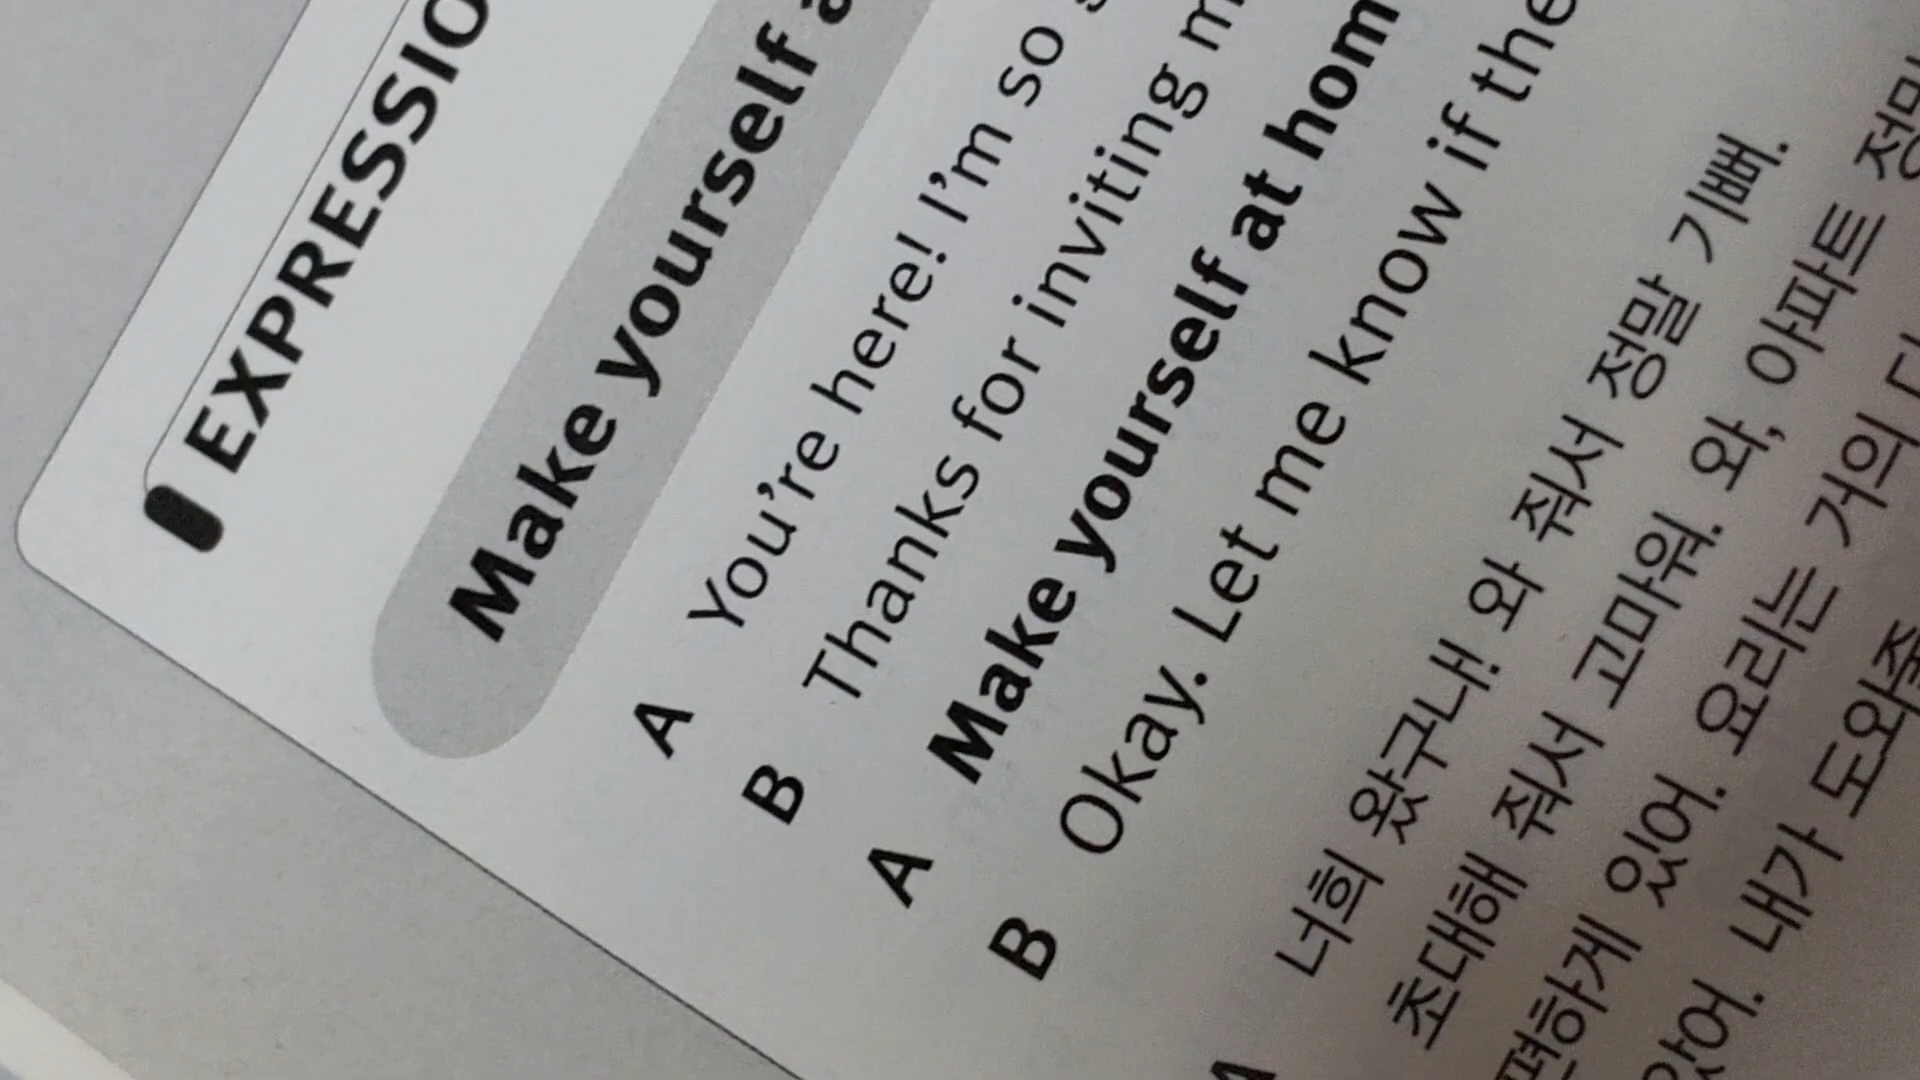 EXPRESSIO
Make yourself a
A You're here! I'm so
B Thanks for inviting m
A Make yourself at hom
B Okay. Let me know if the
A 너희 왔구나! 와 줘서 정말 기뻐.
초대해 줘서 고마워. 와, 아파트 정말
편하게 있어. 요리는 거의 다
았어. 내가 도와줄